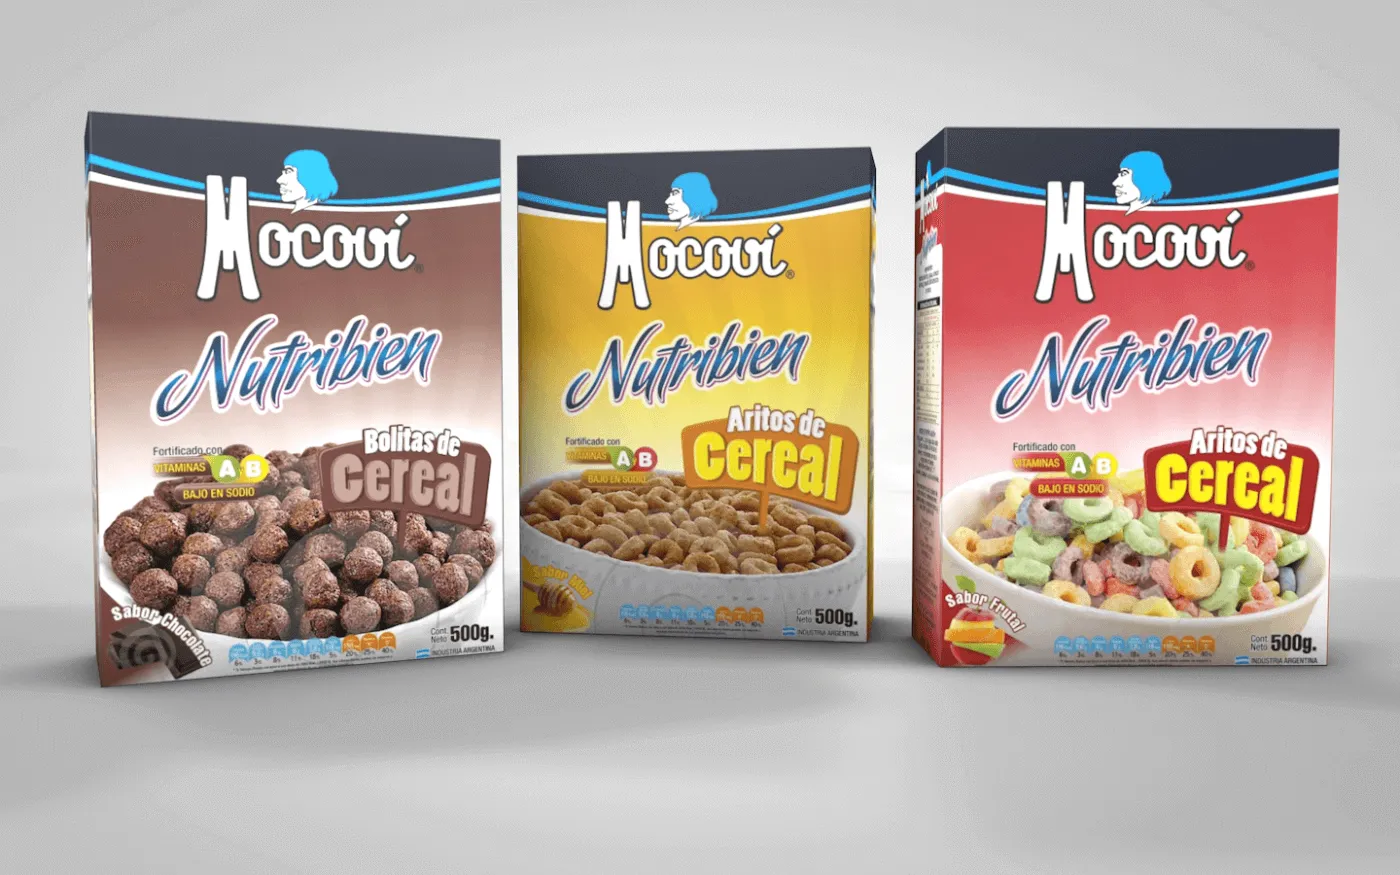 Mocoví®
Nutribien
Fortificado con
VITAMINAS A y B
BAJO EN SODIO
Bolitas de
Cereal
Sabor Chocolate
Cont.
Neto 500g.
INDUSTRIA ARGENTINA
Mocoví®
Nutribien
Fortificado con
VITAMINAS A y B
BAJO EN SODIO
Aritos de
Cereal
Sabor Miel
Cont.
Neto 500g.
INDUSTRIA ARGENTINA
Mocoví®
Nutribien
Fortificado con
VITAMINAS A y B
BAJO EN SODIO
Aritos de
Cereal
Sabor Frutal
Cont.
Neto 500g.
INDUSTRIA ARGENTINA